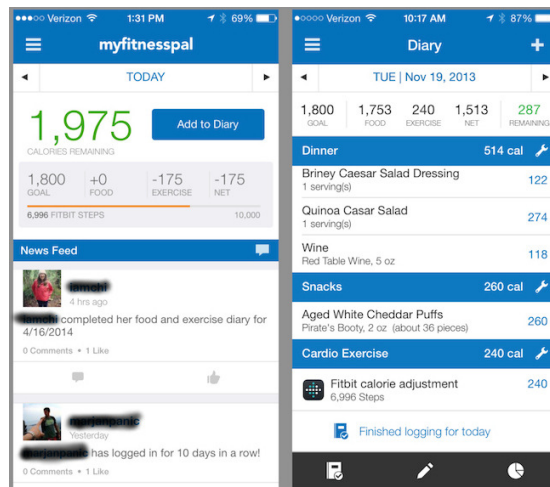 Verizon 1:31 PM 69%
myfitnesspal
TODAY
1,975
CALORIES REMAINING
Add to Diary
1,800 +0 -175 -175
GOAL FOOD EXERCISE NET
6,996 FITBIT STEPS 10,000
News Feed
4 hrs ago
completed her food and exercise diary for
4/16/2014
0 Comments • 1 Like
marjanpanic
Yesterday
has logged in for 10 days in a row!
0 Comments • 1 Like
Verizon 10:17 AM 87%
Diary +
TUE | Nov 19, 2013
1,800 1,753 240 1,513 287
GOAL FOOD EXERCISE NET REMAINING
Dinner 514 cal
Briney Caesar Salad Dressing
1 serving(s) 122
Quinoa Casar Salad
1 serving(s) 274
Wine
Red Table Wine, 5 oz 118
Snacks 260 cal
Aged White Cheddar Puffs
Pirate's Booty, 2 oz (about 36 pieces) 260
Cardio Exercise 240 cal
Fitbit calorie adjustment 240
6,996 Steps
Finished logging for today